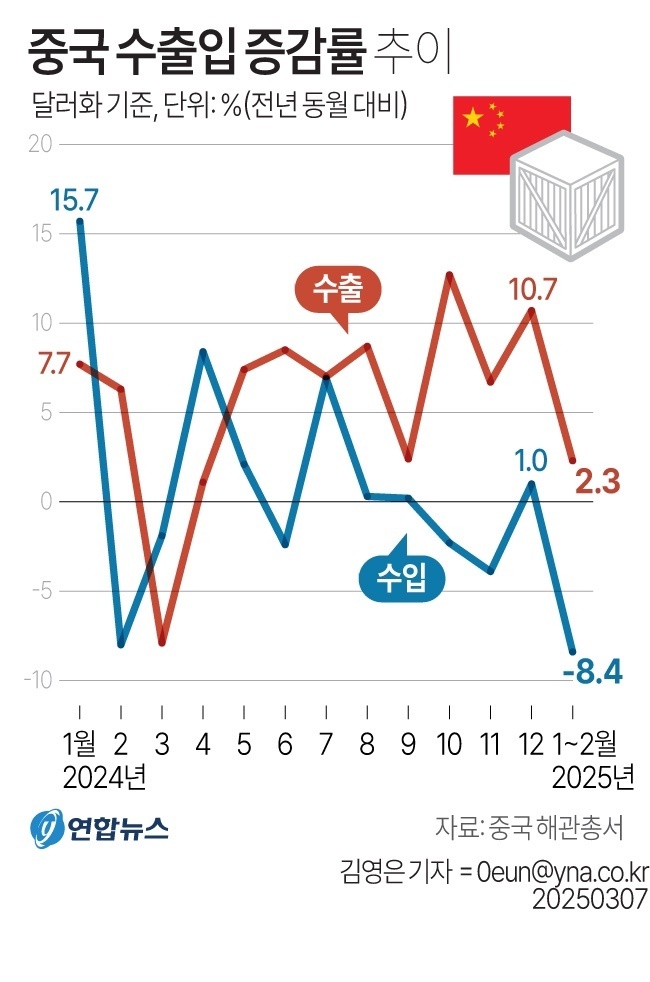 중국 수출입 증감률 추이
달러화 기준, 단위: %(전년 동월 대비)
20
15.7
15
수출
10.7
10
7.7
5
1.0
2.3
0
수입
-5
-8.4
-10
1월 2 3 4 5 6 7 8 9 10 11 12 1~2월
2024년 2025년
연합뉴스
자료: 중국 해관총서
김영은 기자 = 0eun@yna.co.kr
20250307